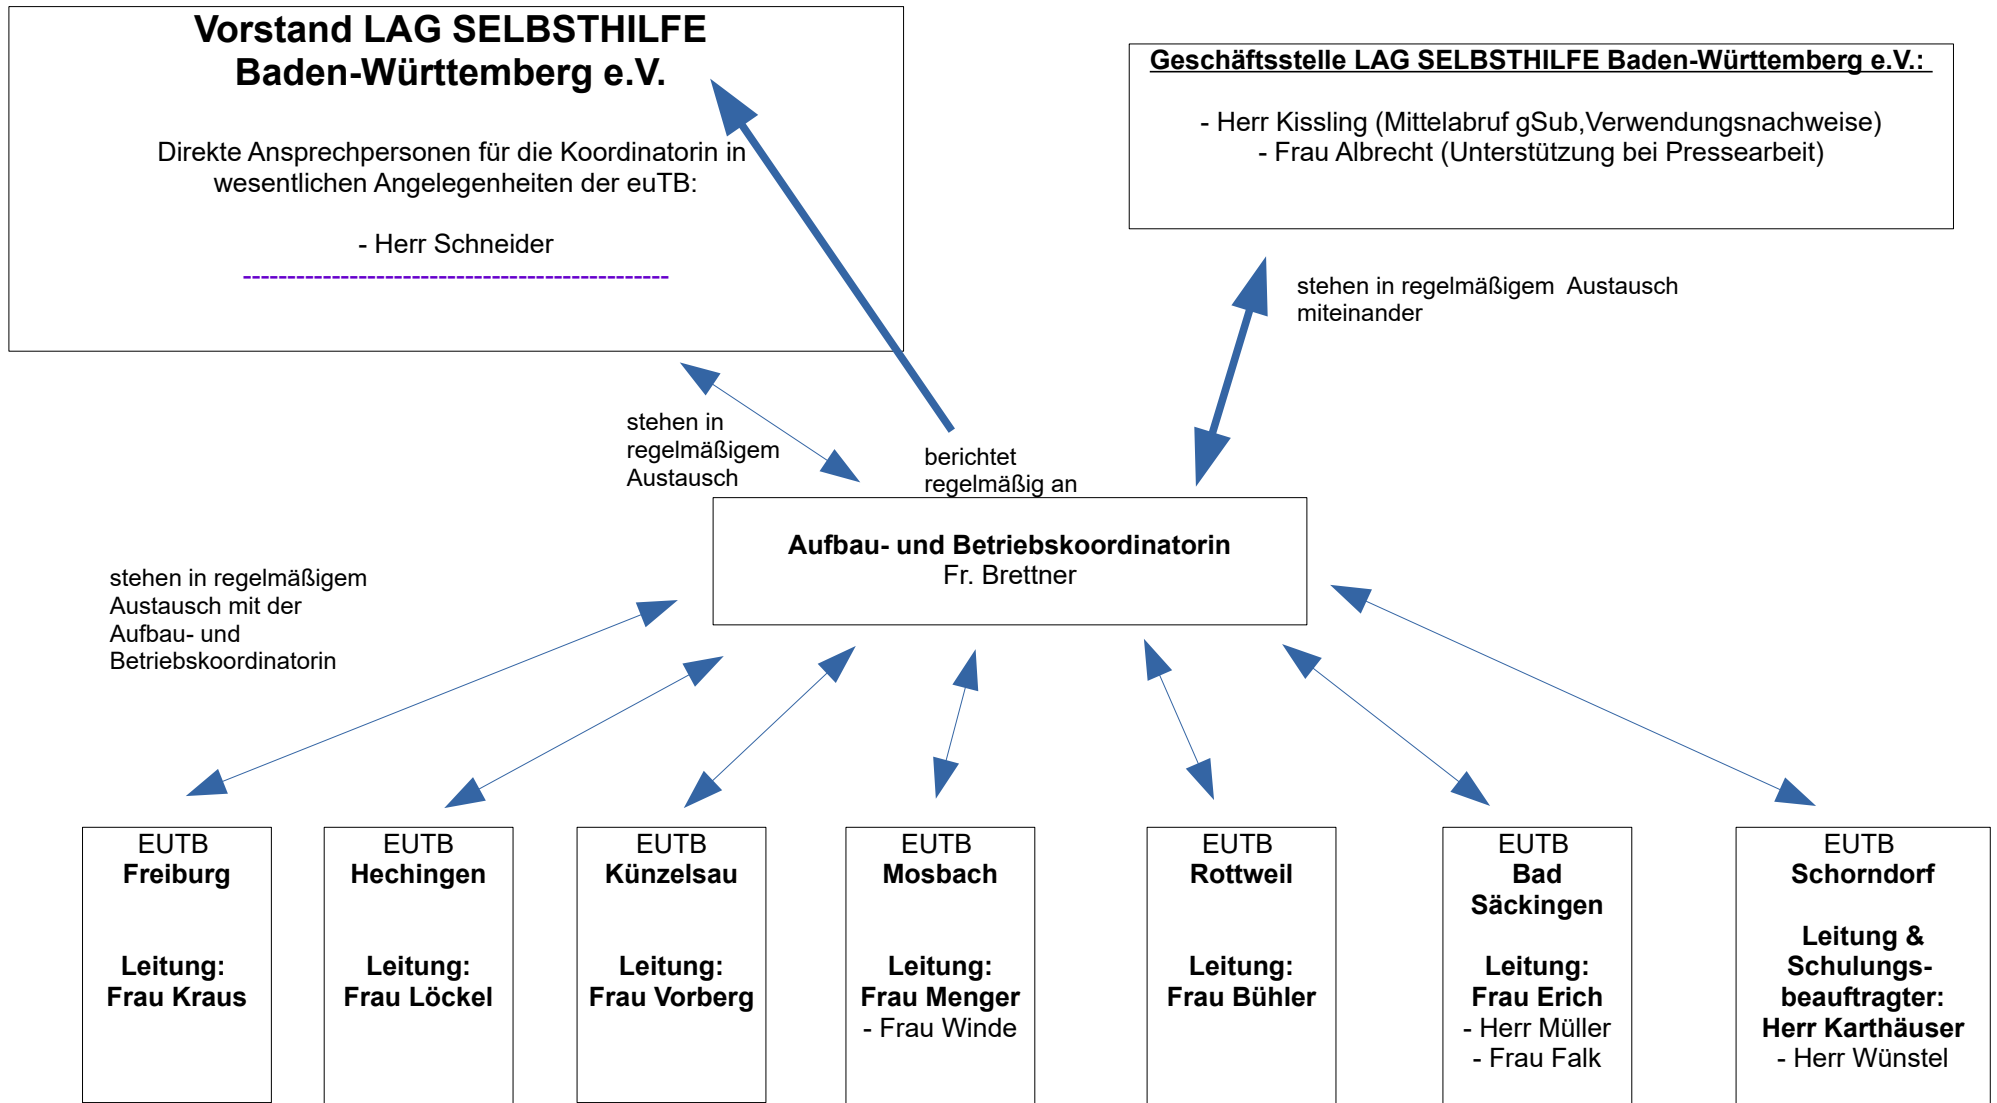 Vorstand LAG SELBSTHILFE
Baden-Württemberg e.V.
Direkte Ansprechpersonen für die Koordinatorin in
wesentlichen Angelegenheiten der euTB:
- Herr Schneider
------------------------------------------------
Geschäftsstelle LAG SELBSTHILFE Baden-Württemberg e.V.:
- Herr Kissling (Mittelabruf gSub,Verwendungsnachweise)
- Frau Albrecht (Unterstützung bei Pressearbeit)
stehen in regelmäßigem Austausch
miteinander
stehen in
regelmäßigem
Austausch
berichtet
regelmäßig an
Aufbau- und Betriebskoordinatorin
Fr. Brettner
stehen in regelmäßigem
Austausch mit der
Aufbau- und
Betriebskoordinatorin
EUTB
Freiburg
Leitung:
Frau Kraus
EUTB
Hechingen
Leitung:
Frau Löckel
EUTB
Künzelsau
Leitung:
Frau Vorberg
EUTB
Mosbach
Leitung:
Frau Menger
- Frau Winde
EUTB
Rottweil
Leitung:
Frau Bühler
EUTB
Bad
Säckingen
Leitung:
Frau Erich
- Herr Müller
- Frau Falk
EUTB
Schorndorf
Leitung &
Schulungs-
beauftragter:
Herr Karthäuser
- Herr Wünstel